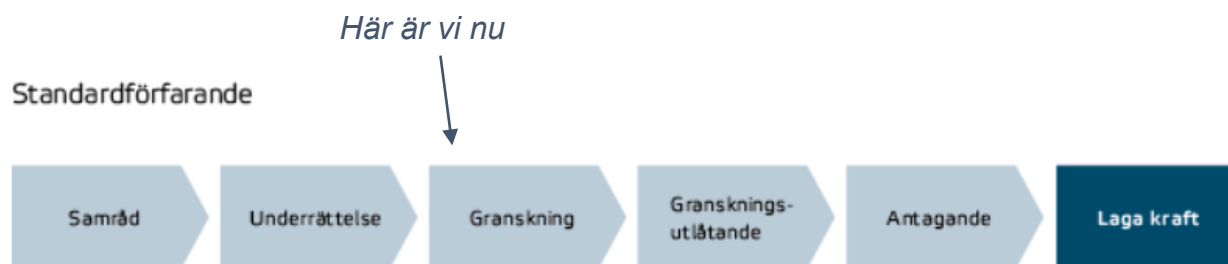 Här är vi nu
Standardförfarande
Samråd
Underrättelse
Granskning
Gransknings-
utlåtande
Antagande
Laga kraft